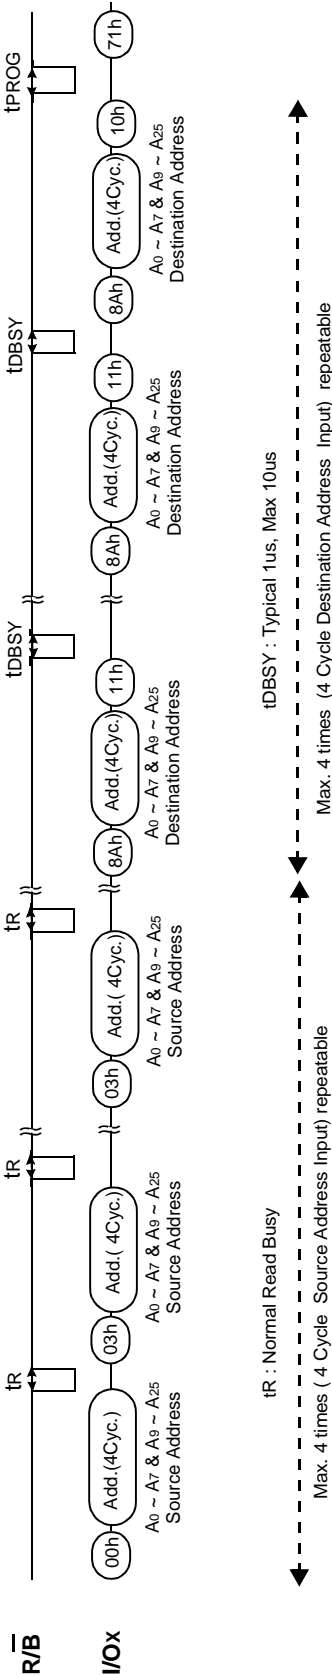 R/B
tR
tR
tR
tDBSY
tDBSY
tPROG
I/Ox
00h
Add.(4Cyc.)
03h
Add.( 4Cyc.)
03h
Add.( 4Cyc.)
8Ah
Add.(4Cyc.)
11h
8Ah
Add.(4Cyc.)
11h
8Ah
Add.(4Cyc.)
10h
71h
A0 ~ A7 & A9 ~ A25
Source Address
A0 ~ A7 & A9 ~ A25
Source Address
A0 ~ A7 & A9 ~ A25
Source Address
A0 ~ A7 & A9 ~ A25
Destination Address
A0 ~ A7 & A9 ~ A25
Destination Address
A0 ~ A7 & A9 ~ A25
Destination Address
tR : Normal Read Busy
tDBSY : Typical 1us, Max 10us
Max. 4 times ( 4 Cycle Source Address Input) repeatable
Max. 4 times (4 Cycle Destination Address Input) repeatable